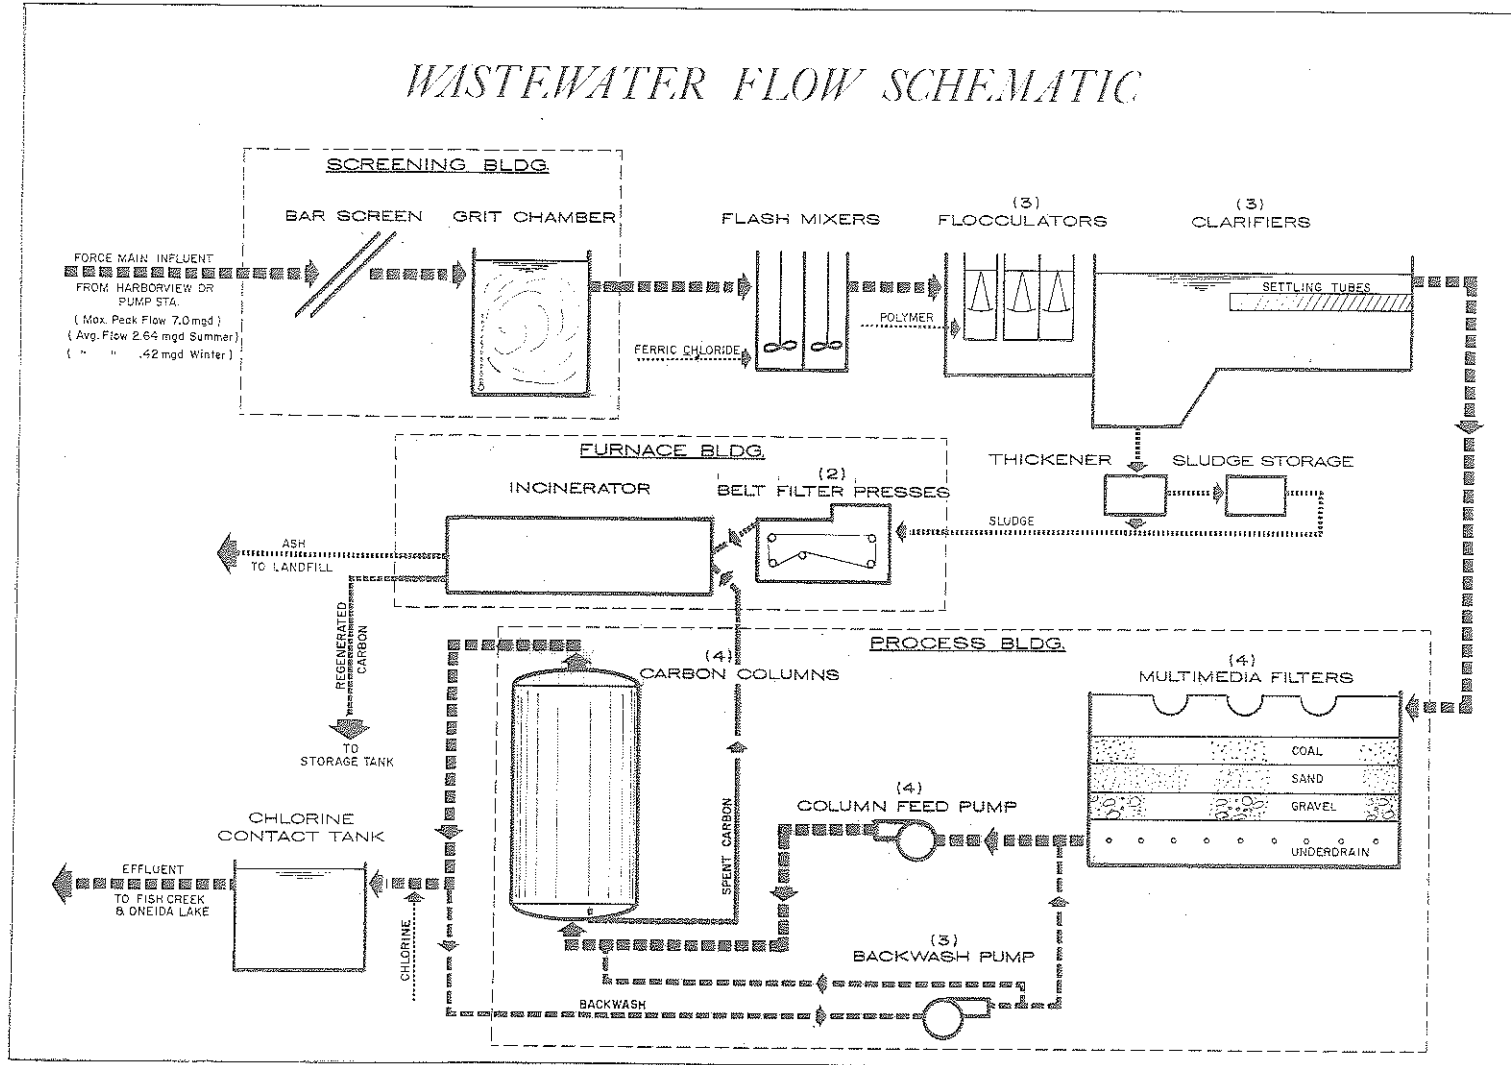 WASTEWATER FLOW SCHEMATIC
SCREENING BLDG.
BAR SCREEN
GRIT CHAMBER
FORCE MAIN INFLUENT
FROM HARBORVIEW DR
PUMP STA.
( Max. Peak Flow 7.0 mgd )
( Avg. Flow 2.64 mgd Summer)
( " " .42 mgd Winter )
FLASH MIXERS
FERRIC CHLORIDE
(3)
FLOCCULATORS
POLYMER
(3)
CLARIFIERS
SETTLING TUBES
THICKENER
SLUDGE STORAGE
SLUDGE
FURNACE BLDG.
INCINERATOR
(2)
BELT FILTER PRESSES
ASH
TO LANDFILL
REGENERATED
CARBON
TO
STORAGE TANK
PROCESS BLDG.
(4)
CARBON COLUMNS
SPENT CARBON
(4)
MULTIMEDIA FILTERS
COAL
SAND
GRAVEL
UNDERDRAIN
(4)
COLUMN FEED PUMP
(3)
BACKWASH PUMP
BACKWASH
CHLORINE
CONTACT TANK
EFFLUENT
TO FISH CREEK
& ONEIDA LAKE
CHLORINE